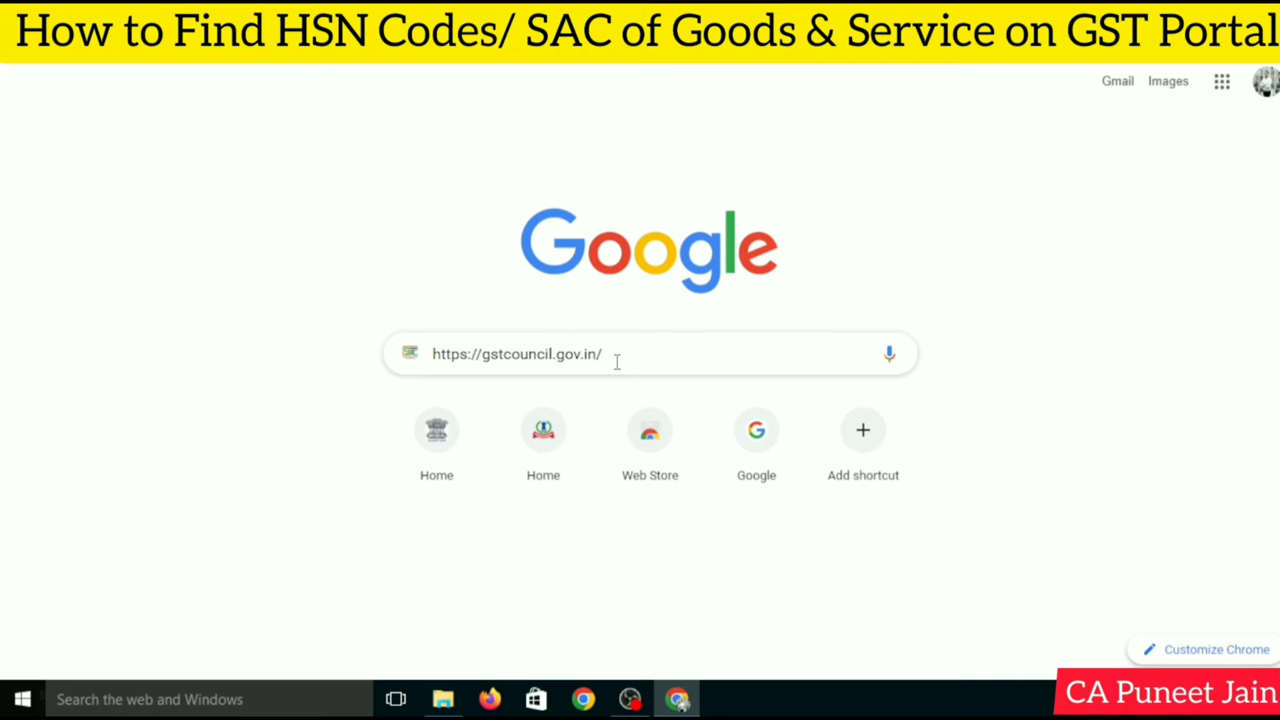 How to Find HSN Codes/ SAC of Goods & Service on GST Portal
Gmail Images
Google
https://gstcouncil.gov.in/
Home Home Web Store Google Add shortcut
Customize Chrome
Search the web and Windows
CA Puneet Jain